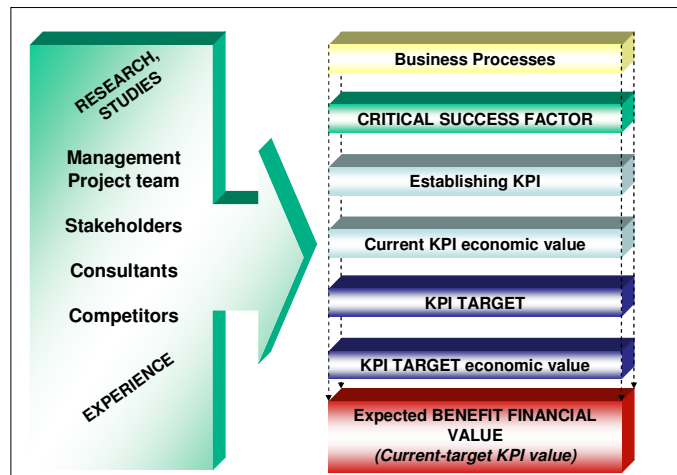 RESEARCH,
STUDIES
Management
Project team
Stakeholders
Consultants
Competitors
EXPERIENCE
Business Processes
CRITICAL SUCCESS FACTOR
Establishing KPI
Current KPI economic value
KPI TARGET
KPI TARGET economic value
Expected BENEFIT FINANCIAL
VALUE
(Current-target KPI value)